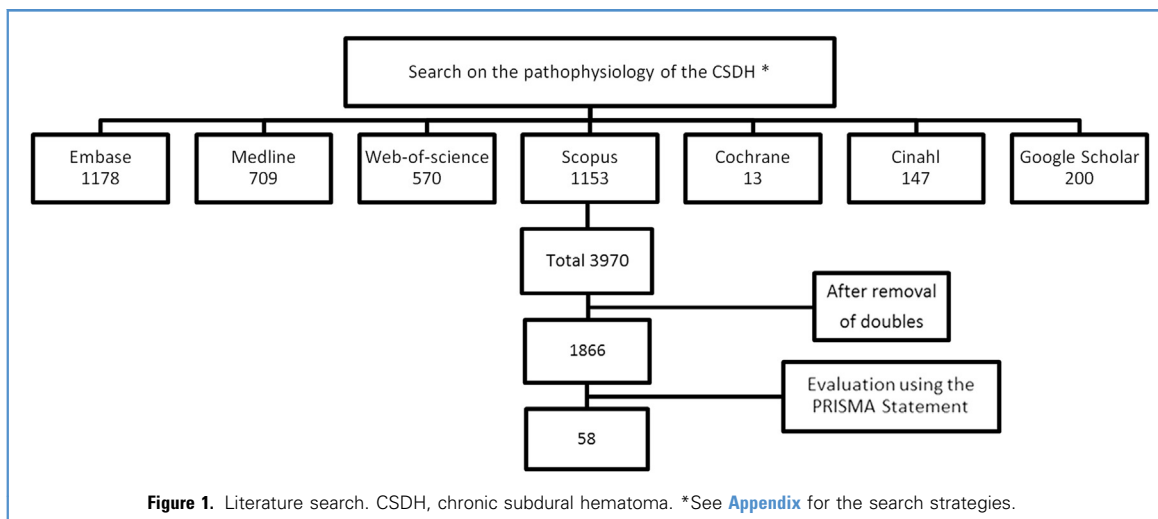 Search on the pathophysiology of the CSDH *
Embase
1178
Medline
709
Web-of-science
570
Scopus
1153
Cochrane
13
Cinahl
147
Google Scholar
200
Total 3970
After removal
of doubles
1866
Evaluation using the
PRISMA Statement
58
Figure 1. Literature search. CSDH, chronic subdural hematoma. *See Appendix for the search strategies.